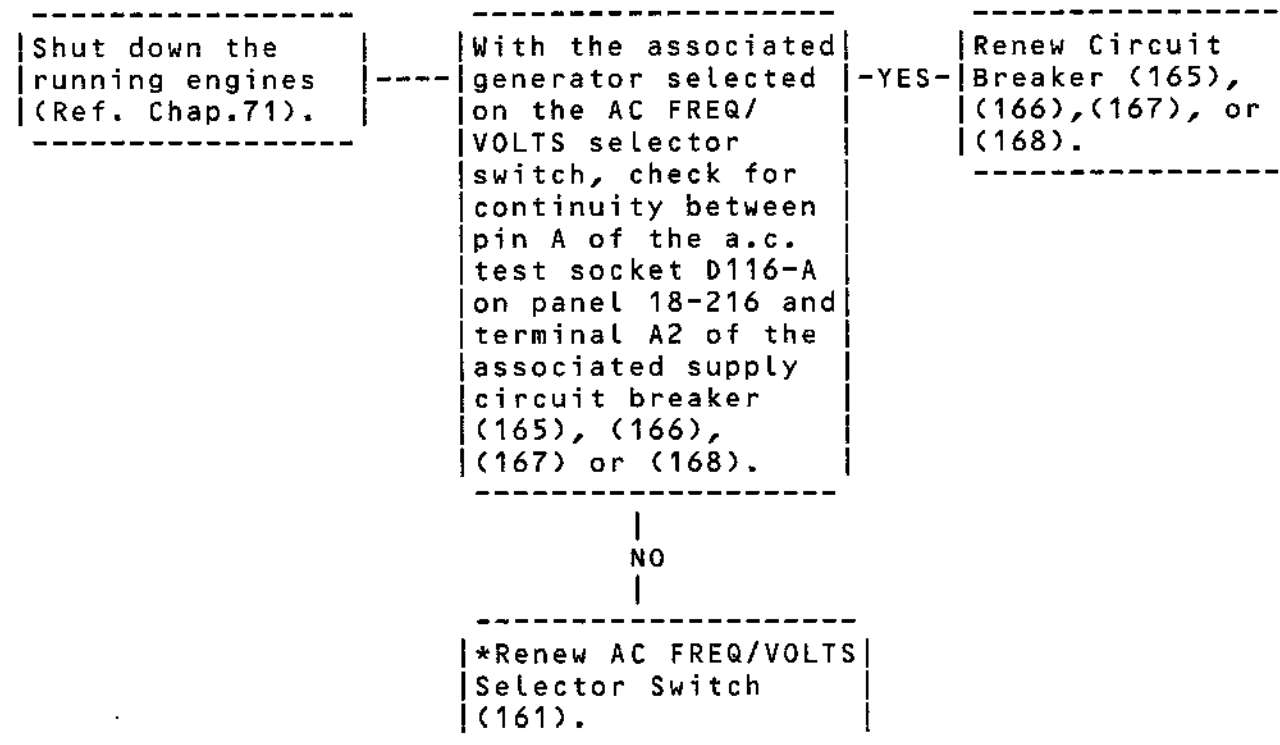 Shut down the
running engines
(Ref. Chap.71).
With the associated
generator selected
on the AC FREQ/
VOLTS selector
switch, check for
continuity between
pin A of the a.c.
test socket D116-A
on panel 18-216 and
terminal A2 of the
associated supply
circuit breaker
(165), (166),
(167) or (168).
YES
Renew Circuit
Breaker (165),
(166),(167), or
(168).
NO
*Renew AC FREQ/VOLTS
Selector Switch
(161).